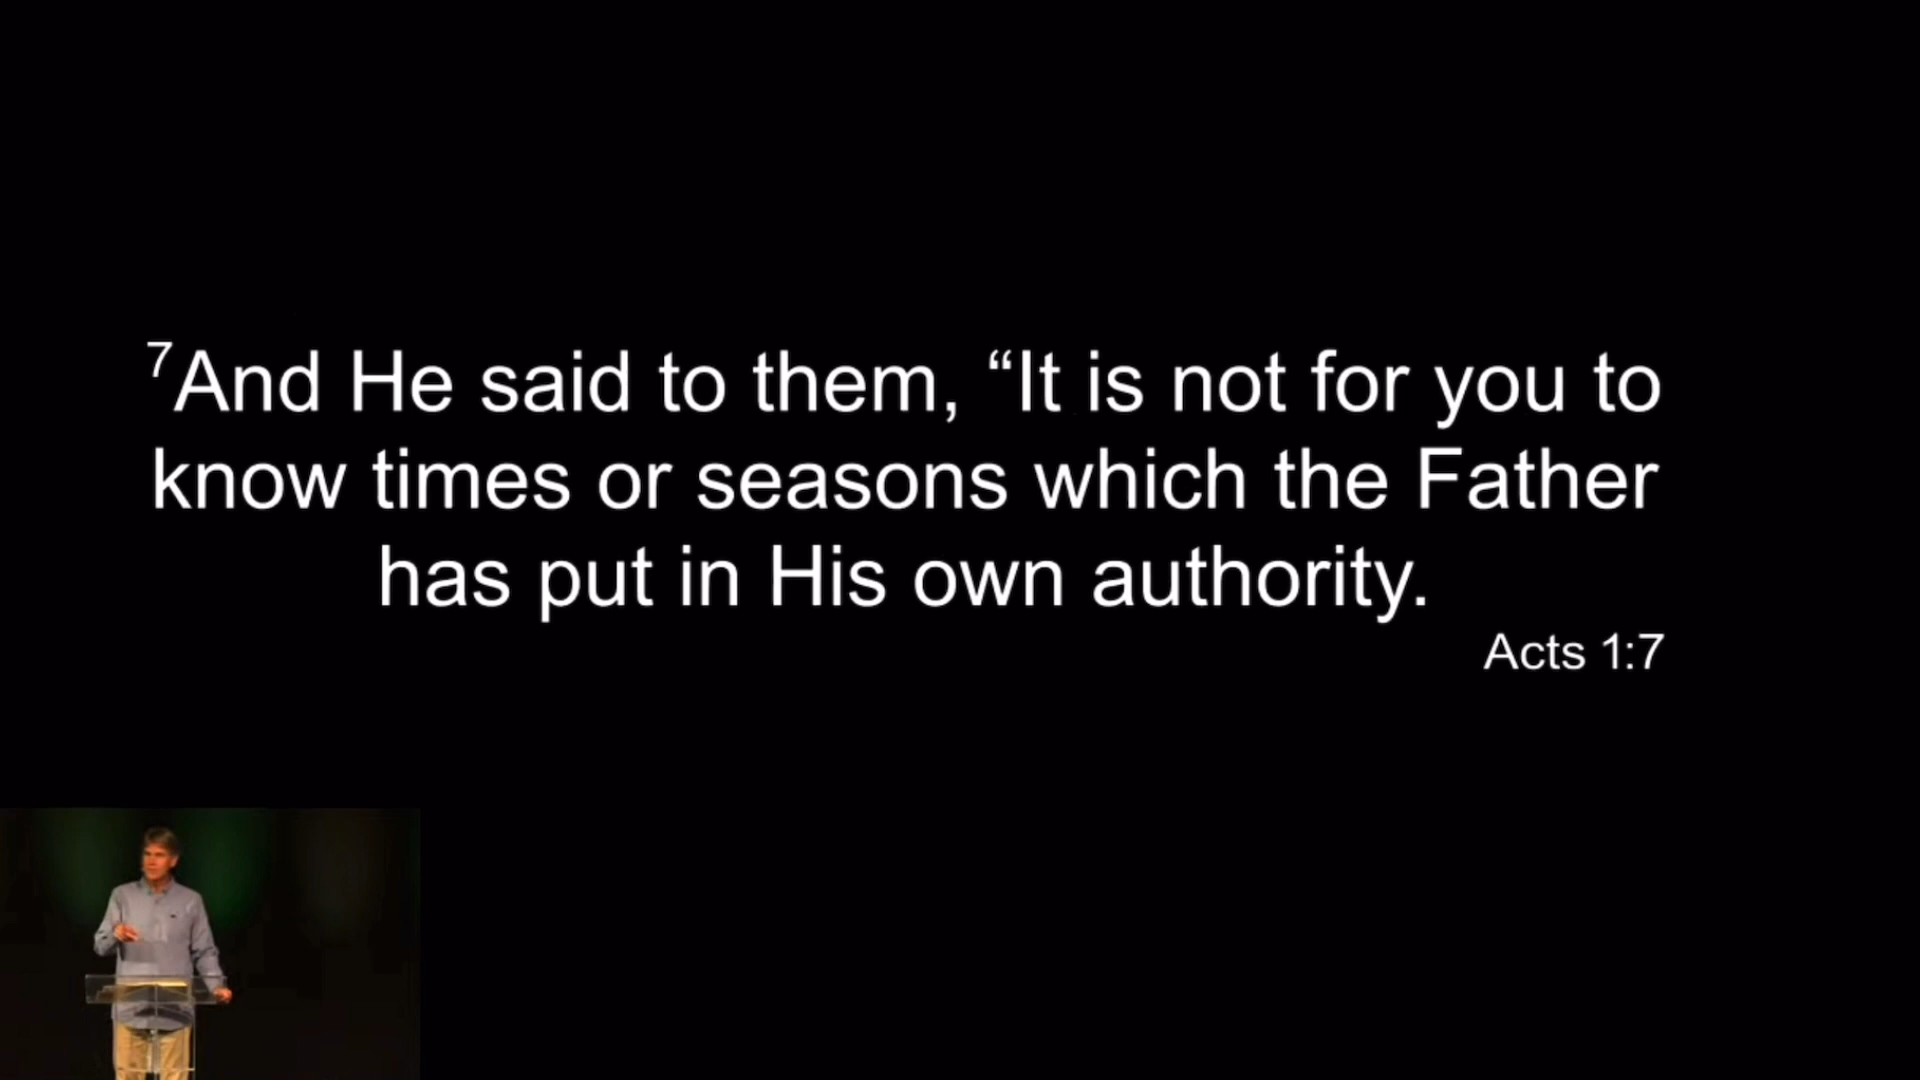 ⁷And He said to them, “It is not for you to
know times or seasons which the Father
has put in His own authority.
Acts 1:7